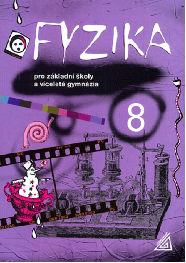 FYZIKA
pro základní školy
a víceletá gymnázia
8